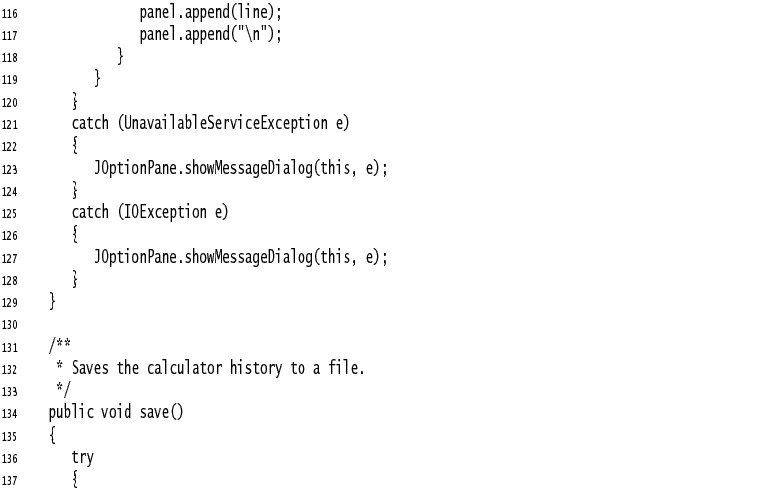 116                     panel.append(line);
117                     panel.append("\n");
118                  }
119              }
120          }
121          catch (UnavailableServiceException e)
122          {
123              JOptionPane.showMessageDialog(this, e);
124          }
125          catch (IOException e)
126          {
127              JOptionPane.showMessageDialog(this, e);
128          }
129      }
130
131      /**
132       * Saves the calculator history to a file.
133       */
134      public void save()
135      {
136          try
137          {